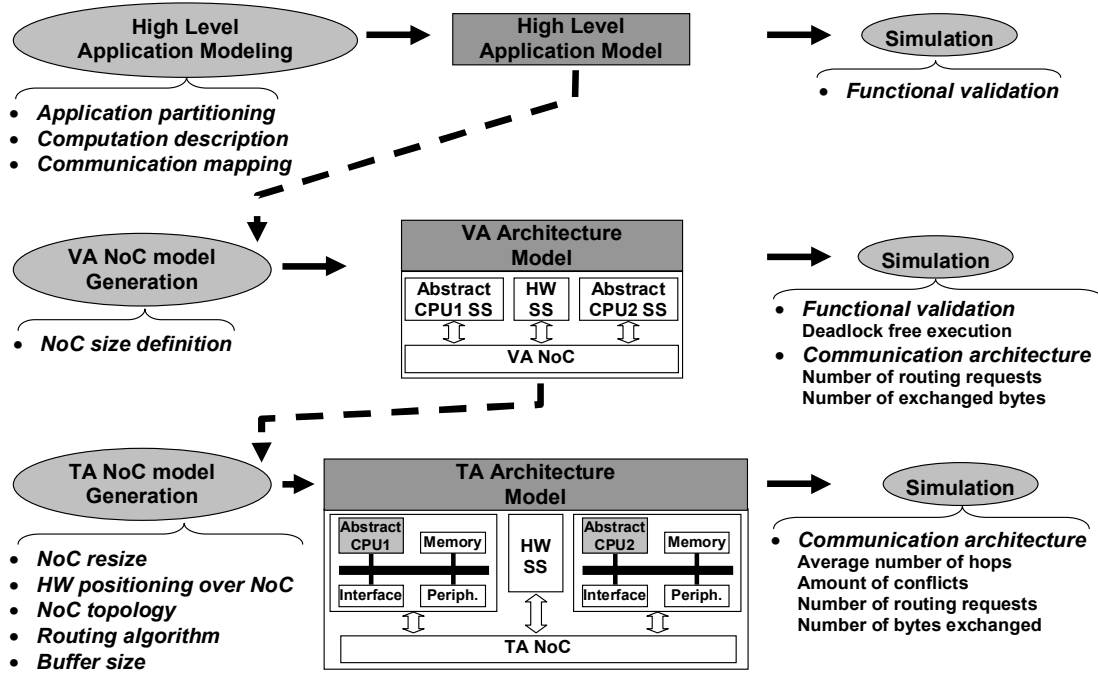 High Level
Application Modeling
High Level
Application Model
Simulation
• Application partitioning
• Computation description
• Communication mapping
• Functional validation
VA NoC model
Generation
VA Architecture
Model
Abstract
CPU1 SS
HW
SS
Abstract
CPU2 SS
VA NoC
Simulation
• NoC size definition
• Functional validation
Deadlock free execution
• Communication architecture
Number of routing requests
Number of exchanged bytes
TA NoC model
Generation
TA Architecture
Model
Abstract
CPU1
Memory
Interface
Periph.
HW
SS
Abstract
CPU2
Memory
Interface
Periph.
TA NoC
Simulation
• NoC resize
• HW positioning over NoC
• NoC topology
• Routing algorithm
• Buffer size
• Communication architecture
Average number of hops
Amount of conflicts
Number of routing requests
Number of bytes exchanged